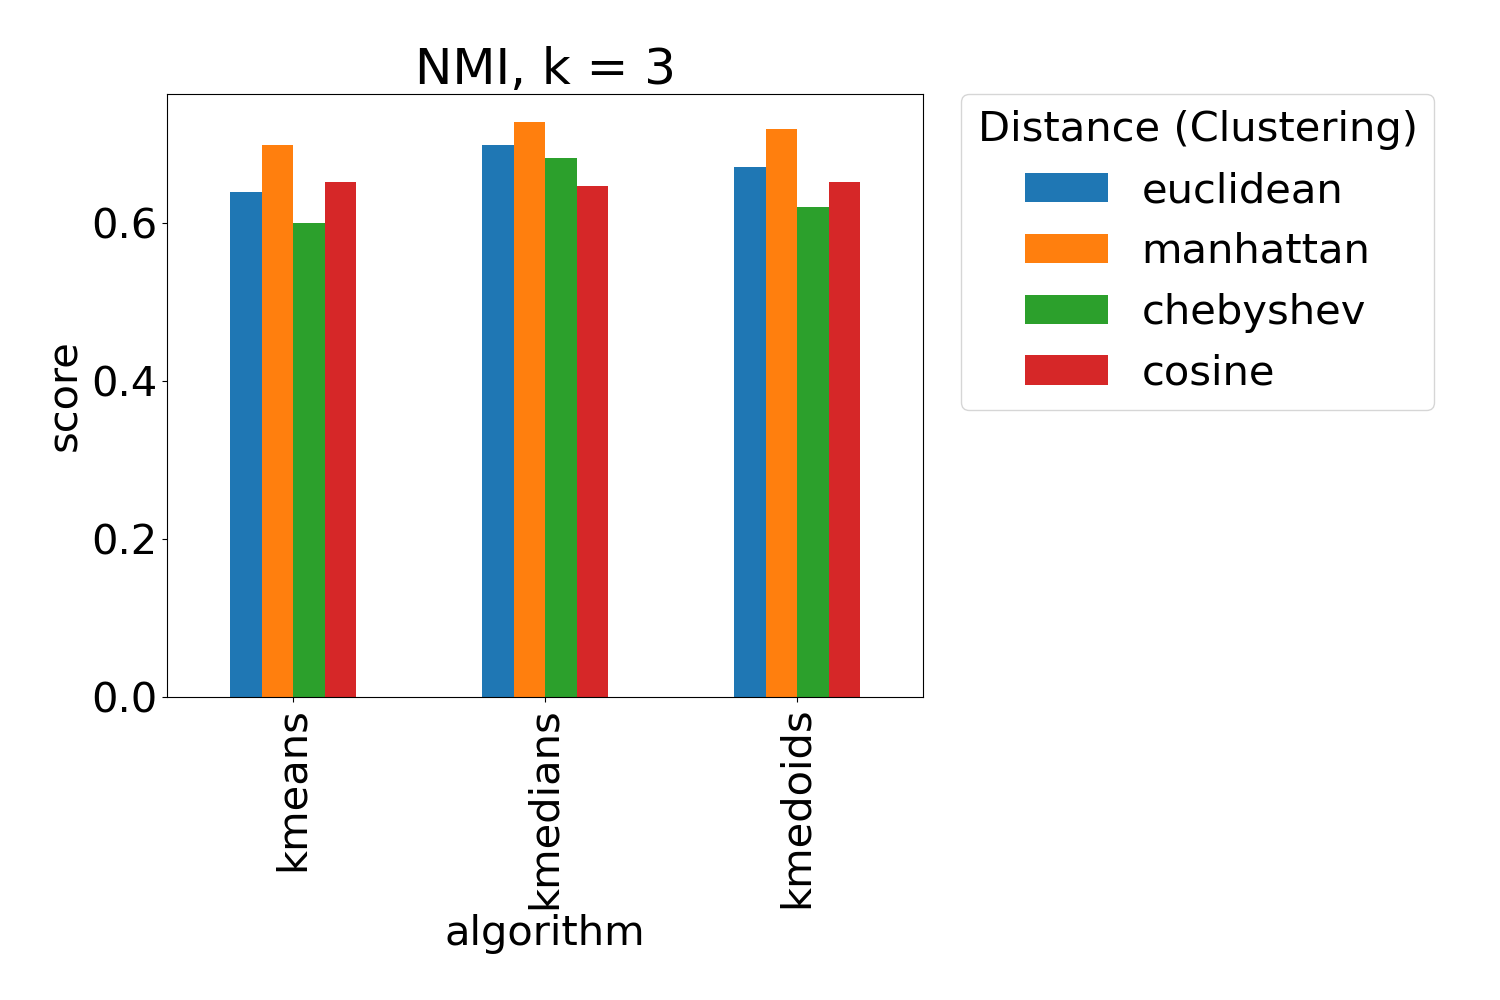 NMI, k = 3
score
0.6
0.4
0.2
0.0
kmeans
kmedians
kmedoids
algorithm
Distance (Clustering)
euclidean
manhattan
chebyshev
cosine